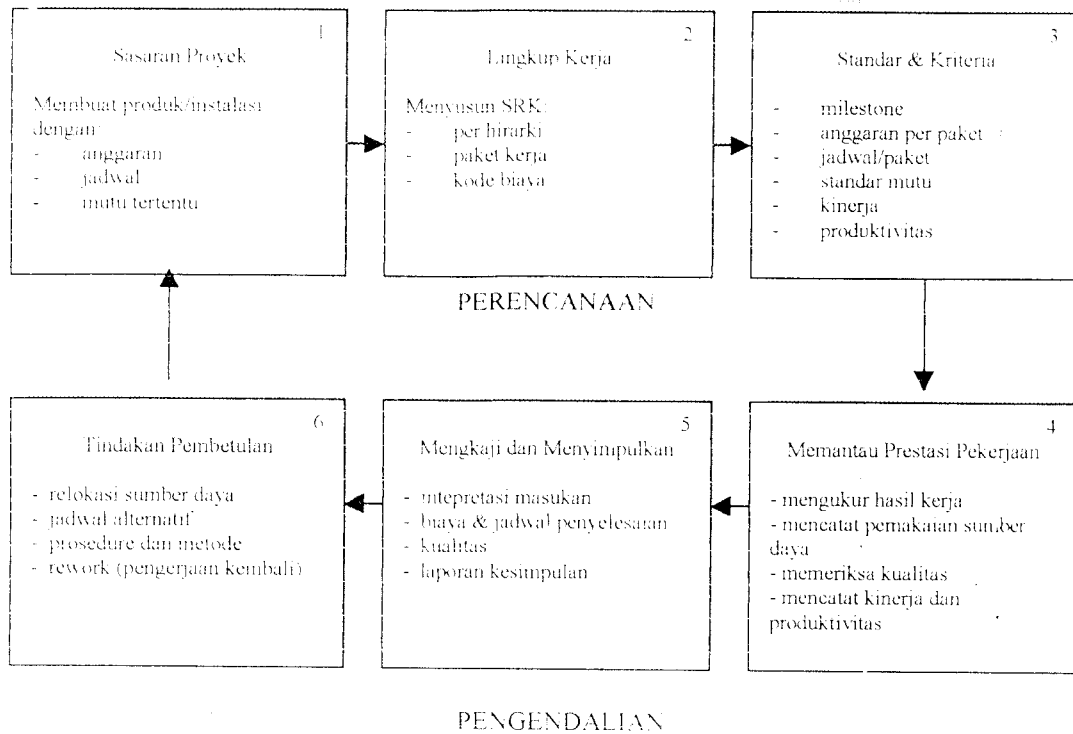 1
Sasaran Proyek
Membuat produk/instalasi
dengan:
- anggaran
- jadwal
- mutu tertentu
2
Lingkup Kerja
Menyusun SRK:
- per hirarki
- paket kerja
- kode biaya
3
Standar & Kriteria
- milestone
- anggaran per paket
- jadwal/paket
- standar mutu
- kinerja
- produktivitas
PERENCANAAN
6
Tindakan Pembetulan
- relokasi sumber daya
- jadwal alternatif
- prosedure dan metode
- rework (pengerjaan kembali)
5
Mengkaji dan Menyimpulkan
- intepretasi masukan
- biaya & jadwal penyelesaian
- kualitas
- laporan kesimpulan
4
Memantau Prestasi Pekerjaan
- mengukur hasil kerja
- mencatat pemakaian sumber
daya
- memeriksa kualitas
- mencatat kinerja dan
produktivitas
PENGENDALIAN